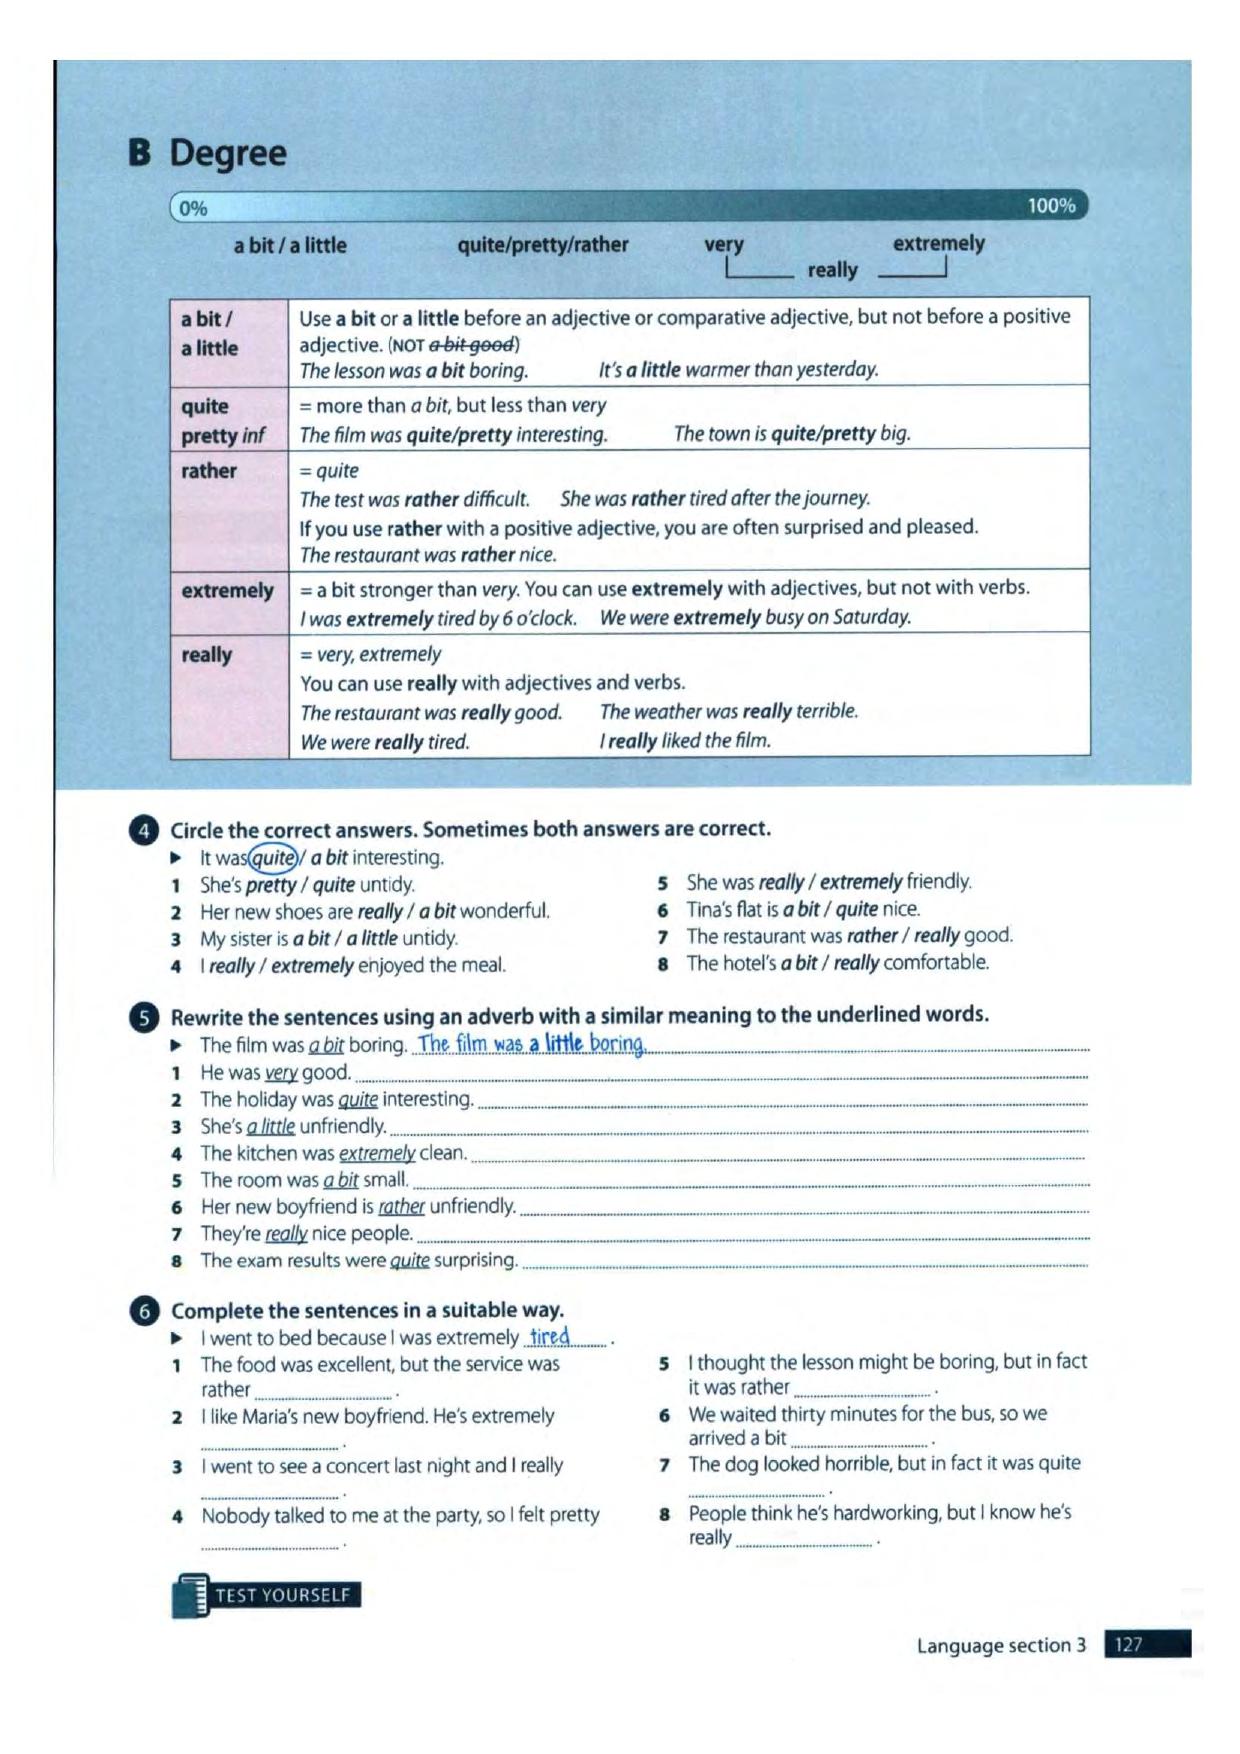 B Degree
0% 100%
a bit / a little quite/pretty/rather very extremely
really
a bit / Use a bit or a little before an adjective or comparative adjective, but not before a positive
a little adjective. (NOT a bit good)
The lesson was a bit boring. It's a little warmer than yesterday.
quite = more than a bit, but less than very
pretty inf The film was quite/pretty interesting. The town is quite/pretty big.
rather = quite
The test was rather difficult. She was rather tired after the journey.
If you use rather with a positive adjective, you are often surprised and pleased.
The restaurant was rather nice.
extremely = a bit stronger than very. You can use extremely with adjectives, but not with verbs.
I was extremely tired by 6 o'clock. We were extremely busy on Saturday.
really = very, extremely
You can use really with adjectives and verbs.
The restaurant was really good. The weather was really terrible.
We were really tired. I really liked the film.
4 Circle the correct answers. Sometimes both answers are correct.
► It was quite / a bit interesting.
1 She's pretty / quite untidy.
2 Her new shoes are really / a bit wonderful.
3 My sister is a bit / a little untidy.
4 I really / extremely enjoyed the meal.
5 She was really / extremely friendly.
6 Tina's flat is a bit / quite nice.
7 The restaurant was rather / really good.
8 The hotel's a bit / really comfortable.
5 Rewrite the sentences using an adverb with a similar meaning to the underlined words.
► The film was a bit boring. The film was a little boring.
1 He was very good.
2 The holiday was quite interesting.
3 She's a little unfriendly.
4 The kitchen was extremely clean.
5 The room was a bit small.
6 Her new boyfriend is rather unfriendly.
7 They're really nice people.
8 The exam results were quite surprising.
6 Complete the sentences in a suitable way.
► I went to bed because I was extremely tired .
1 The food was excellent, but the service was
rather .
2 I like Maria's new boyfriend. He's extremely
.
3 I went to see a concert last night and I really
.
4 Nobody talked to me at the party, so I felt pretty
.
5 I thought the lesson might be boring, but in fact
it was rather .
6 We waited thirty minutes for the bus, so we
arrived a bit .
7 The dog looked horrible, but in fact it was quite
.
8 People think he's hardworking, but I know he's
really .
TEST YOURSELF
Language section 3 127